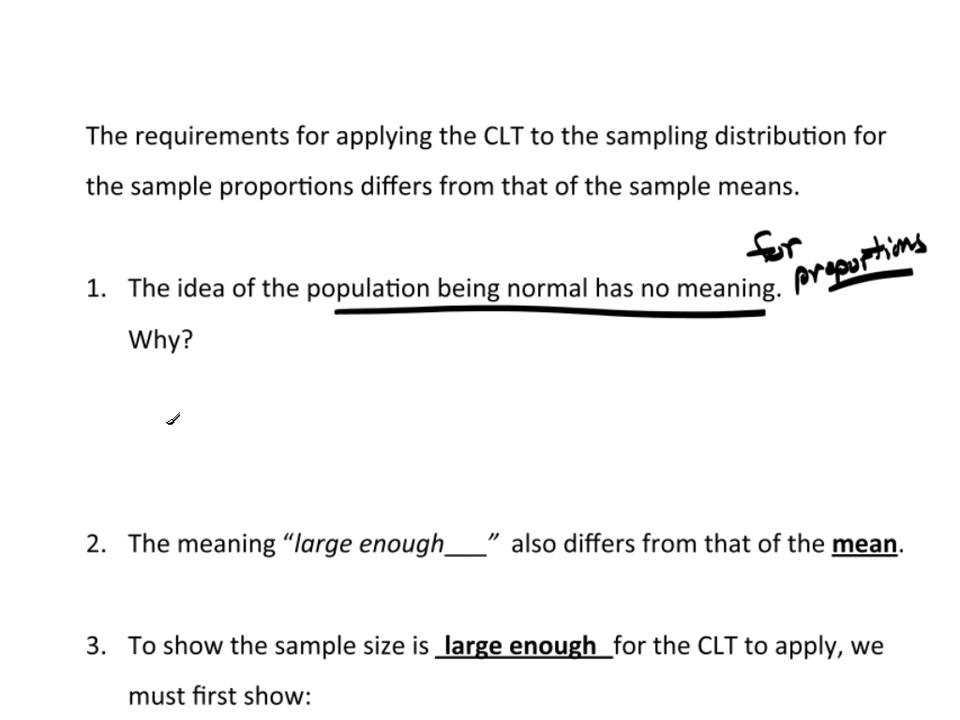 The requirements for applying the CLT to the sampling distribution for
the sample proportions differs from that of the sample means.
for
proportions
1. The idea of the population being normal has no meaning.
Why?
2. The meaning “large enough___” also differs from that of the mean.
3. To show the sample size is _large enough_ for the CLT to apply, we
must first show: